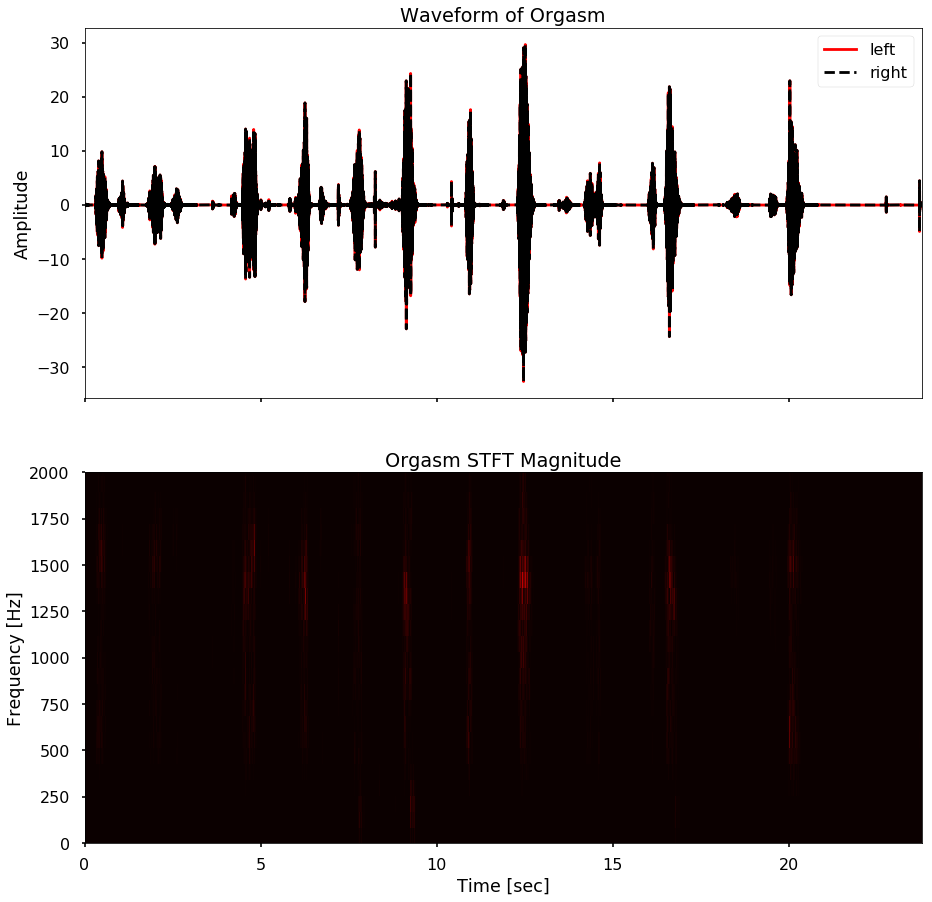 Waveform of Orgasm
30
20
10
0
−10
−20
−30
Amplitude
left
right
Orgasm STFT Magnitude
2000
1750
1500
1250
1000
750
500
250
0
Frequency [Hz]
0 5 10 15 20
Time [sec]